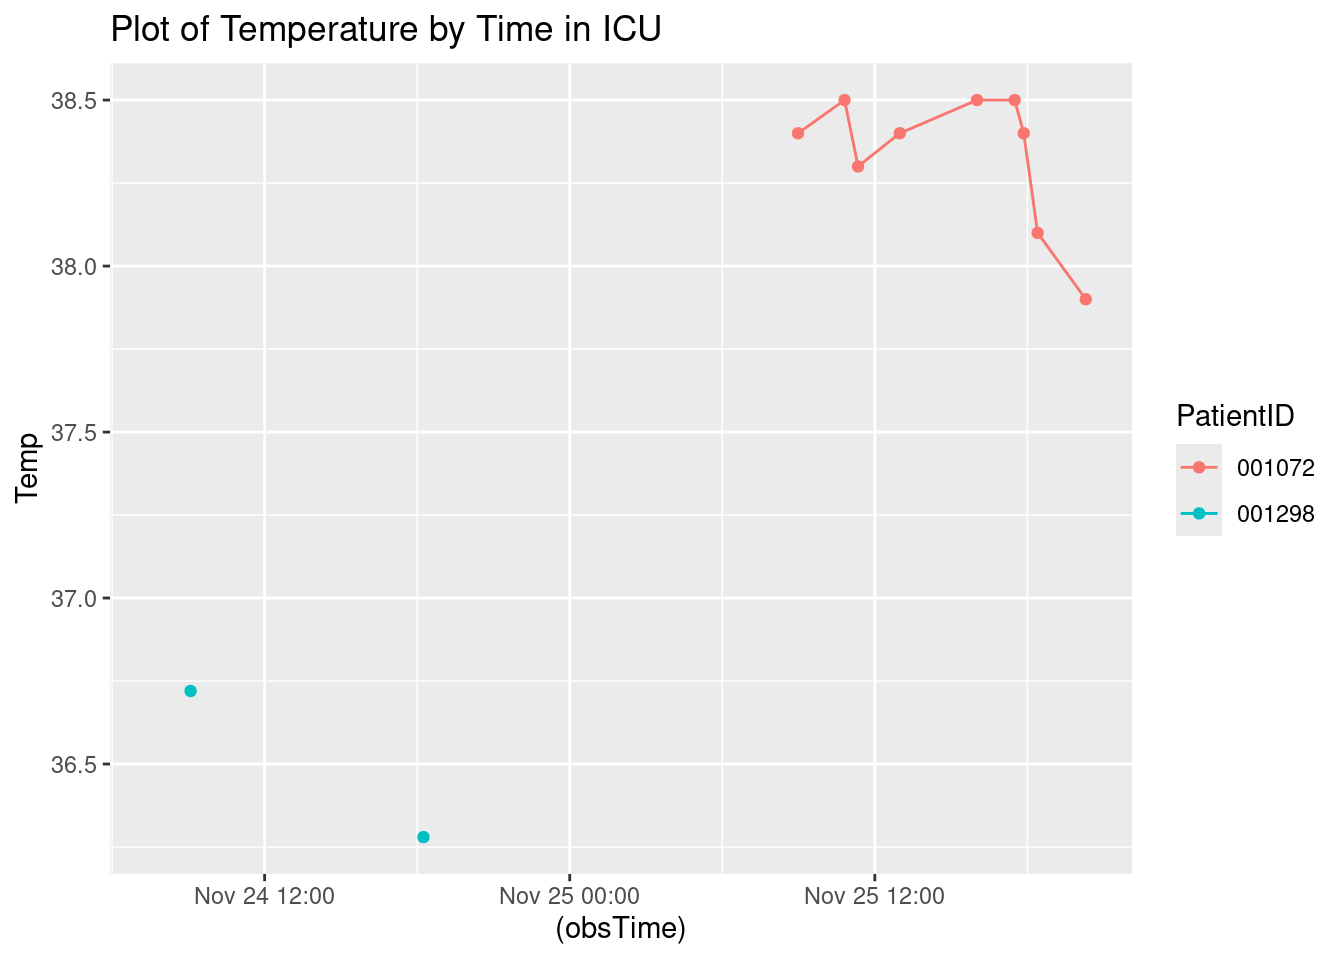 Plot of Temperature by Time in ICU
38.5
38.0
37.5
37.0
36.5
Temp
Nov 24 12:00 Nov 25 00:00 Nov 25 12:00
(obsTime)
PatientID
001072
001298